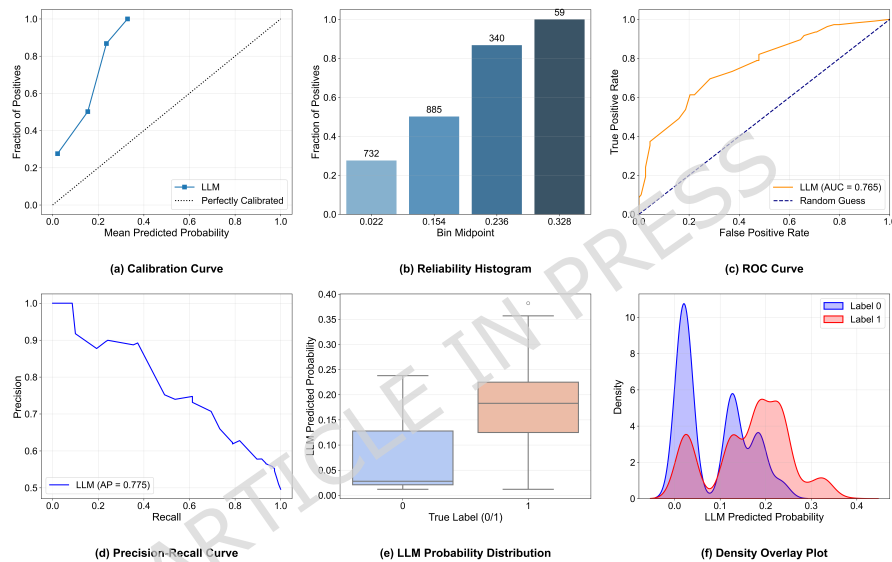 1.0
0.8
0.6
0.4
0.2
0.0
Fraction of Positives
0.0 0.2 0.4 0.6 0.8 1.0
Mean Predicted Probability
LLM
Perfectly Calibrated
(a) Calibration Curve
1.0
0.8
0.6
0.4
0.2
0.0
Fraction of Positives
732
885
340
59
0.022 0.154 0.236 0.328
Bin Midpoint
(b) Reliability Histogram
1.0
0.8
0.6
0.4
0.2
0.0
True Positive Rate
0.0 0.2 0.4 0.6 0.8 1.0
False Positive Rate
LLM (AUC = 0.765)
Random Guess
(c) ROC Curve
1.0
0.9
0.8
0.7
0.6
0.5
Precision
0.0 0.2 0.4 0.6 0.8 1.0
Recall
LLM (AP = 0.775)
(d) Precision-Recall Curve
0.40
0.35
0.30
0.25
0.20
0.15
0.10
0.05
0.00
LLM Predicted Probability
0 1
True Label (0/1)
(e) LLM Probability Distribution
10
8
6
4
2
0
Density
0.0 0.1 0.2 0.3 0.4
LLM Predicted Probability
Label 0
Label 1
(f) Density Overlay Plot
ARTICLE IN PRESS